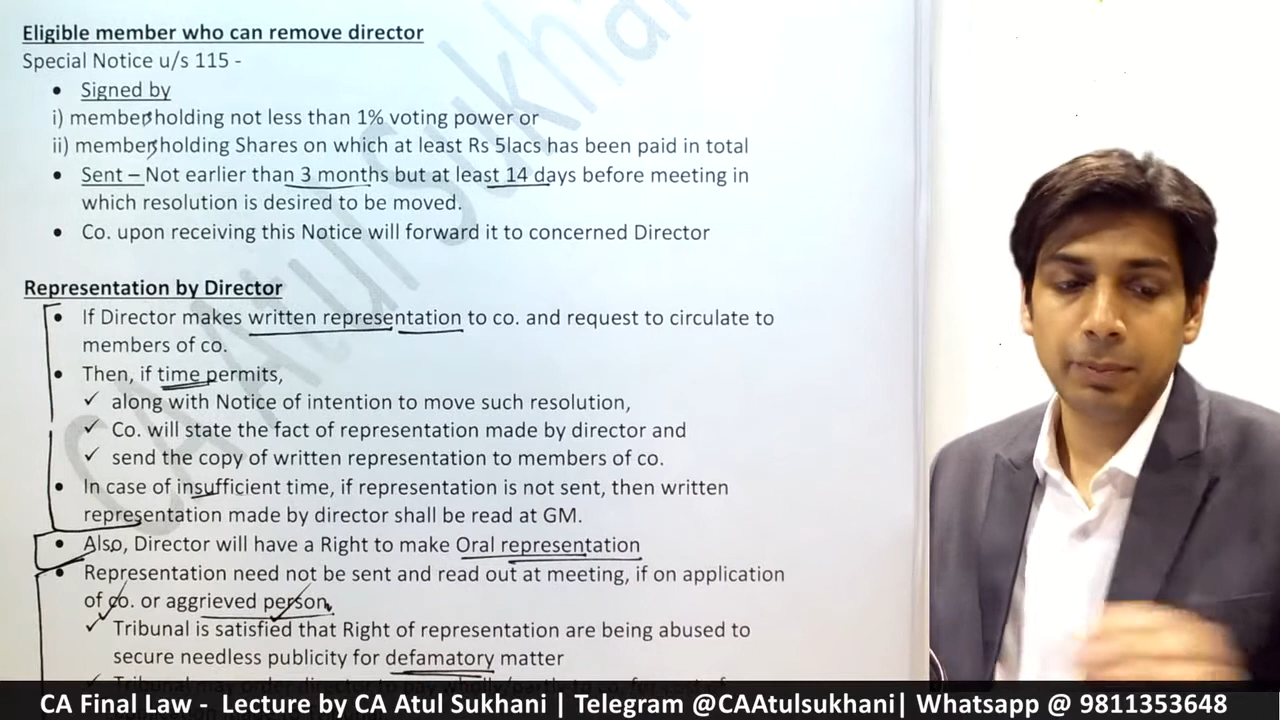 Eligible member who can remove director
Special Notice u/s 115 -
• Signed by
i) members holding not less than 1% voting power or
ii) members holding Shares on which at least Rs 5lacs has been paid in total
• Sent – Not earlier than 3 months but at least 14 days before meeting in
which resolution is desired to be moved.
• Co. upon receiving this Notice will forward it to concerned Director
Representation by Director
• If Director makes written representation to co. and request to circulate to
members of co.
• Then, if time permits,
✓ along with Notice of intention to move such resolution,
✓ Co. will state the fact of representation made by director and
✓ send the copy of written representation to members of co.
• In case of insufficient time, if representation is not sent, then written
representation made by director shall be read at GM.
• Also, Director will have a Right to make Oral representation
• Representation need not be sent and read out at meeting, if on application
of co. or aggrieved person,
✓ Tribunal is satisfied that Right of representation are being abused to
secure needless publicity for defamatory matter
CA Atul Sukhani
CA Final Law - Lecture by CA Atul Sukhani | Telegram @CAAtulsukhani| Whatsapp @ 9811353648